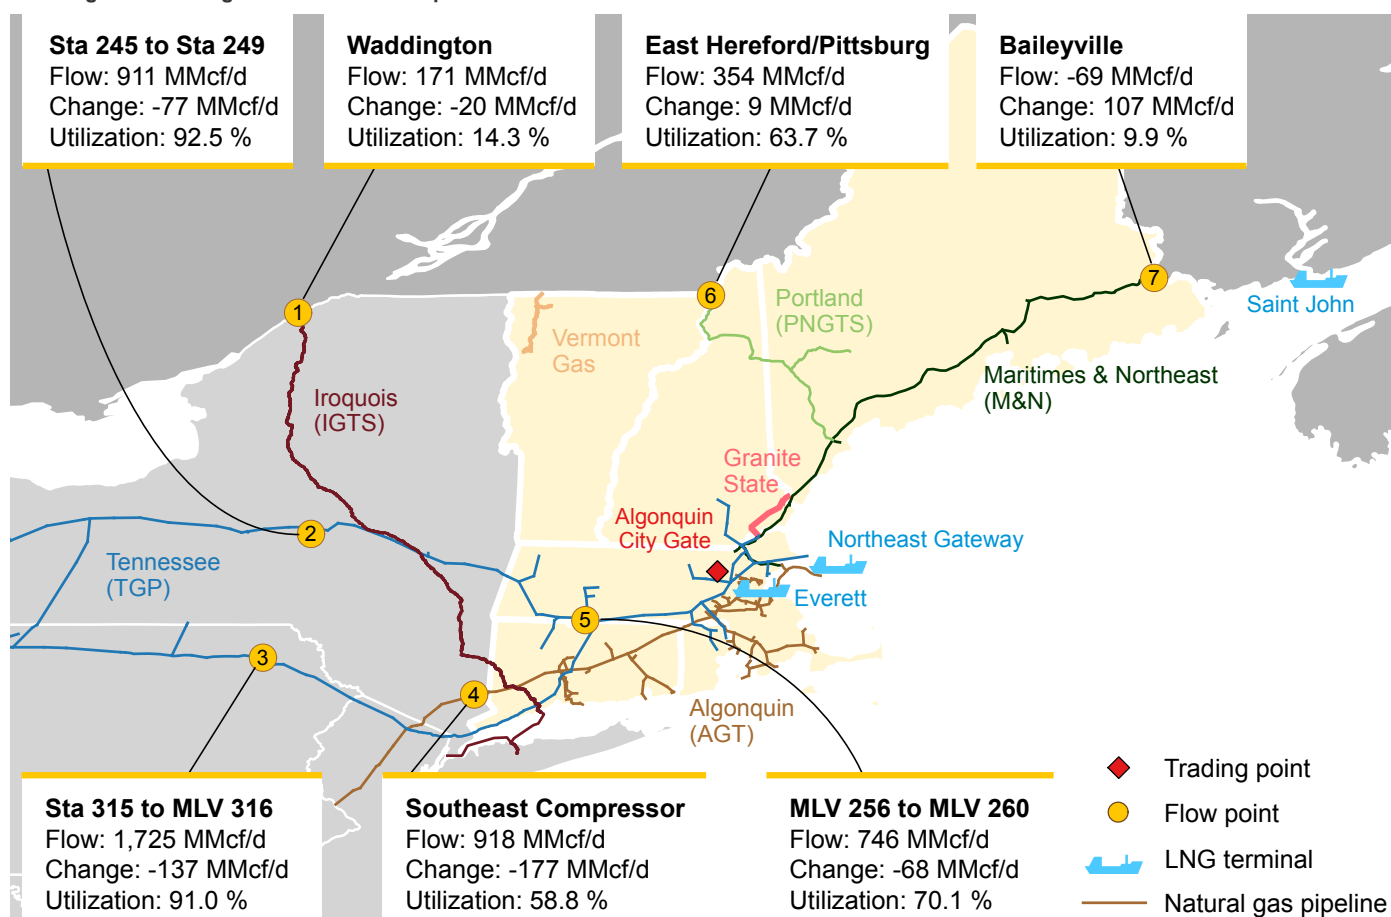 Sta 245 to Sta 249
Flow: 911 MMcf/d
Change: -77 MMcf/d
Utilization: 92.5 %
Waddington
Flow: 171 MMcf/d
Change: -20 MMcf/d
Utilization: 14.3 %
East Hereford/Pittsburg
Flow: 354 MMcf/d
Change: 9 MMcf/d
Utilization: 63.7 %
Baileyville
Flow: -69 MMcf/d
Change: 107 MMcf/d
Utilization: 9.9 %
1
6
7
Portland
(PNGTS)
Saint John
Vermont
Gas
Maritimes & Northeast
(M&N)
Iroquois
(IGTS)
Granite
State
Algonquin
City Gate
2
Northeast Gateway
Tennessee
(TGP)
Everett
5
3
4
Algonquin
(AGT)
Sta 315 to MLV 316
Flow: 1,725 MMcf/d
Change: -137 MMcf/d
Utilization: 91.0 %
Southeast Compressor
Flow: 918 MMcf/d
Change: -177 MMcf/d
Utilization: 58.8 %
MLV 256 to MLV 260
Flow: 746 MMcf/d
Change: -68 MMcf/d
Utilization: 70.1 %
Trading point
Flow point
LNG terminal
Natural gas pipeline